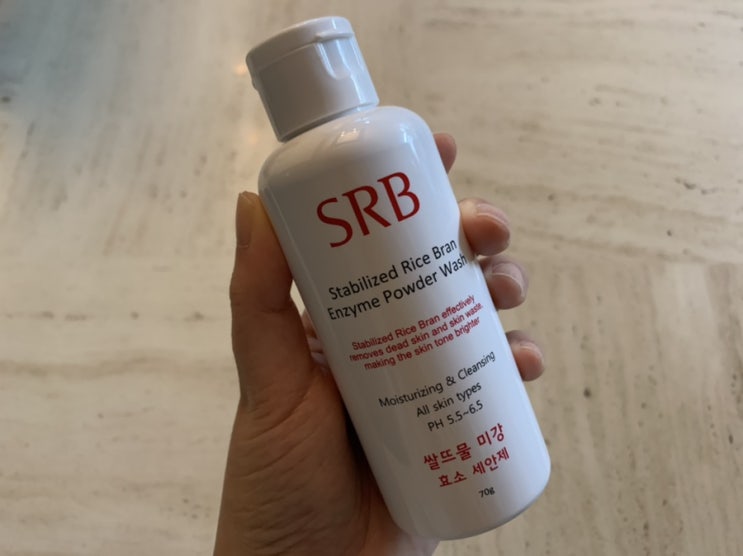 SRB
Stabilized Rice Bran
Enzyme Powder Wash
Stabilized Rice Bran effectively
removes dead skin and skin waste,
making the skin tone brighter
Moisturizing & Cleansing
All skin types
PH 5.5~6.5
쌀뜨물 미강
효소 세안제
70g